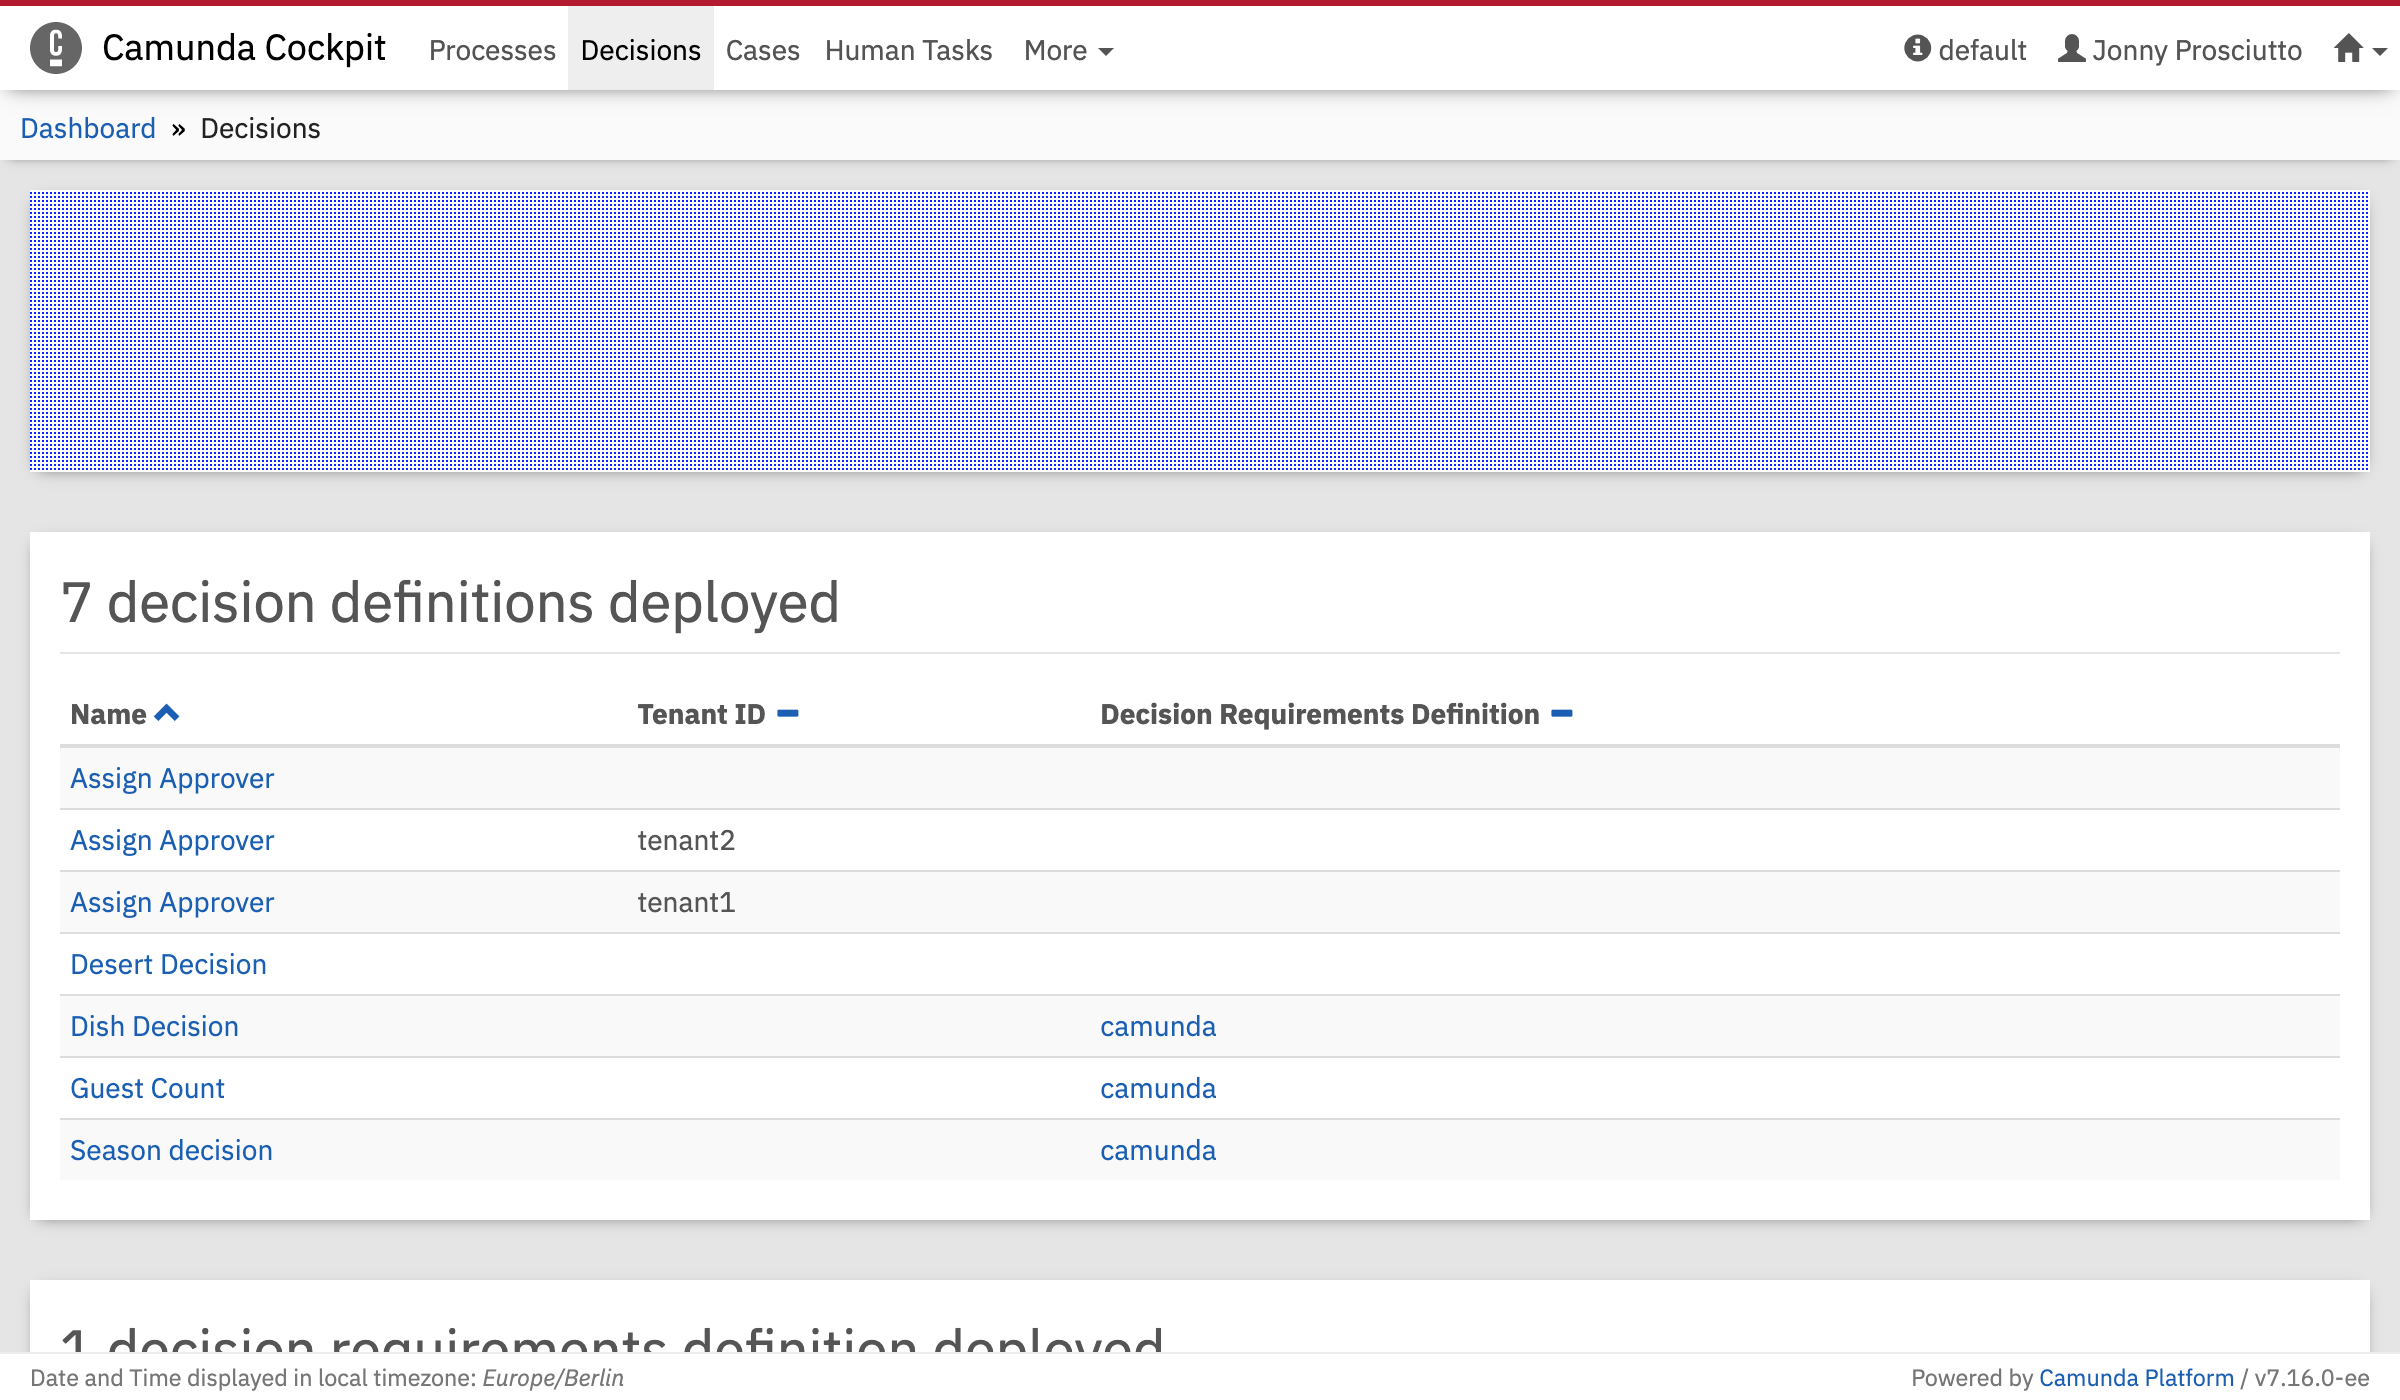 Camunda Cockpit Processes Decisions Cases Human Tasks More default Jonny Prosciutto
Dashboard » Decisions
7 decision definitions deployed
Name Tenant ID Decision Requirements Definition
Assign Approver
Assign Approver tenant2
Assign Approver tenant1
Desert Decision
Dish Decision camunda
Guest Count camunda
Season decision camunda
1 decision requirements definition deployed
Date and Time displayed in local timezone: Europe/Berlin Powered by Camunda Platform / v7.16.0-ee